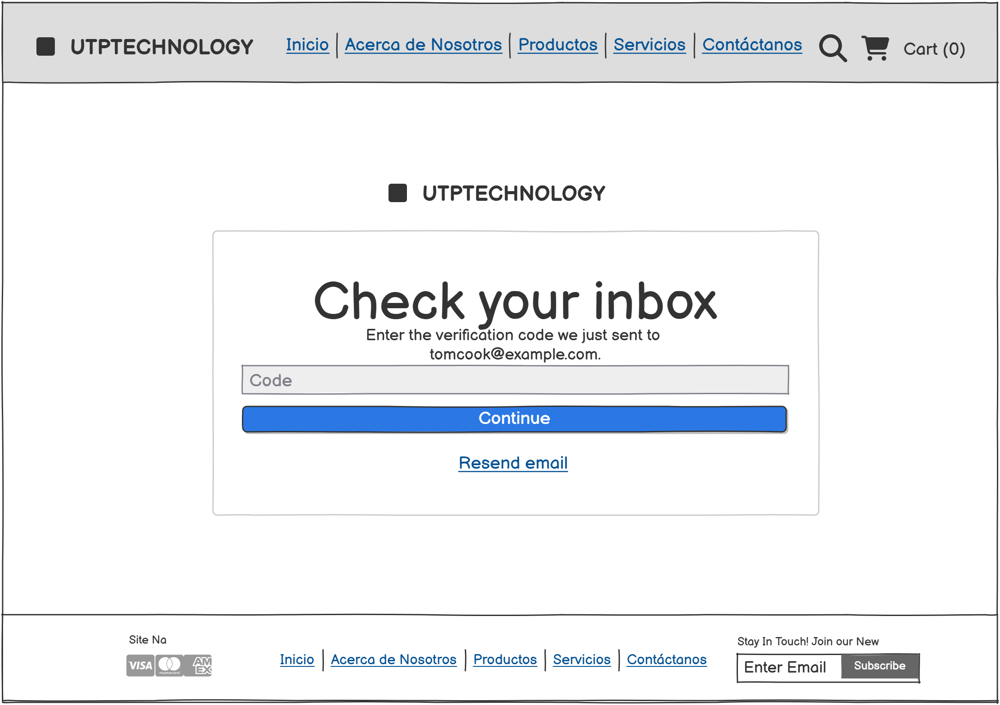 UTPTECHNOLOGY
Inicio
Acerca de Nosotros
Productos
Servicios
Contáctanos
Cart (0)
UTPTECHNOLOGY
Check your inbox
Enter the verification code we just sent to
tomcook@example.com.
Code
Continue
Resend email
Site Na
VISA
mastercard
AM
EX
Inicio
Acerca de Nosotros
Productos
Servicios
Contáctanos
Stay In Touch! Join our New
Enter Email
Subscribe